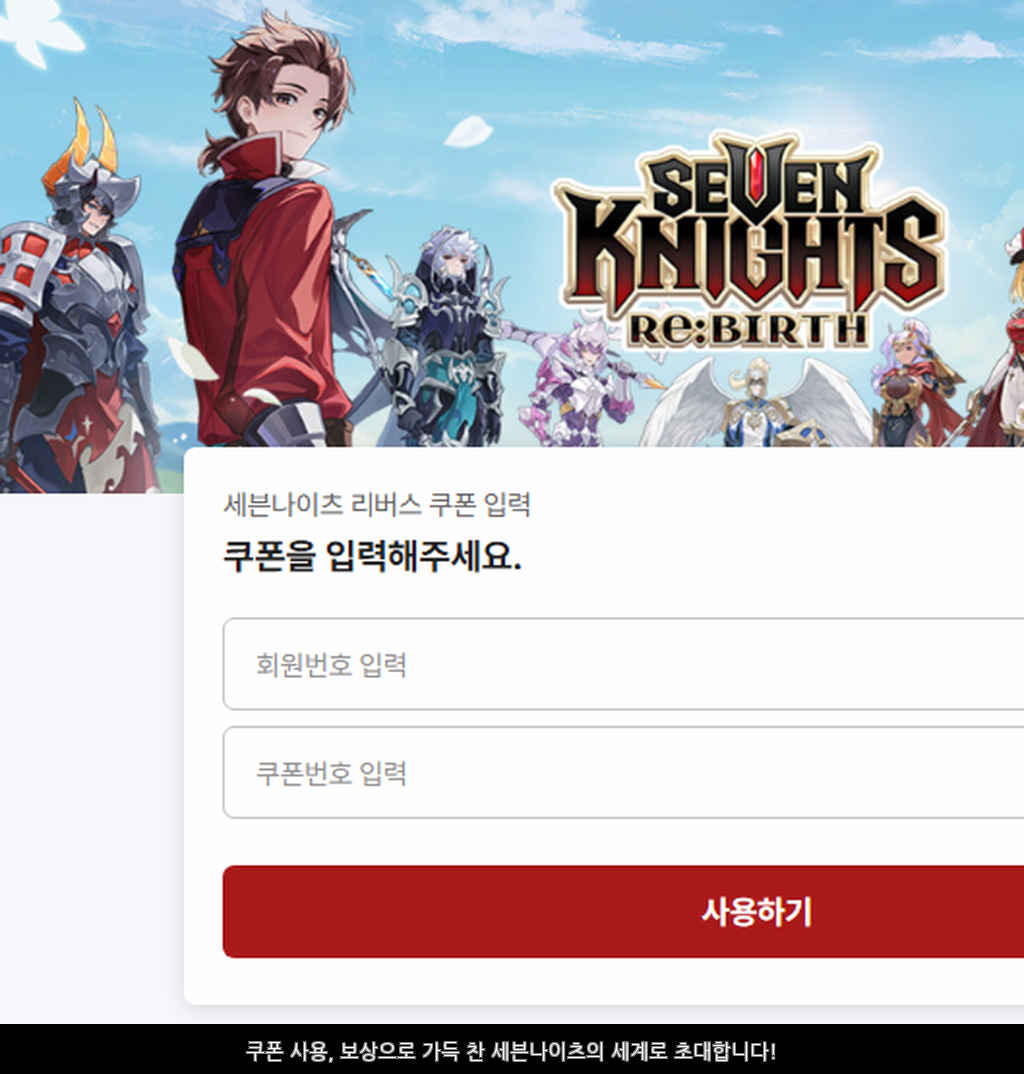 SEVEN
KNIGHTS
Re:BIRTH
세븐나이츠 리버스 쿠폰 입력
쿠폰을 입력해주세요.
회원번호 입력
쿠폰번호 입력
사용하기
쿠폰 사용, 보상으로 가득 찬 세븐나이츠의 세계로 초대합니다!